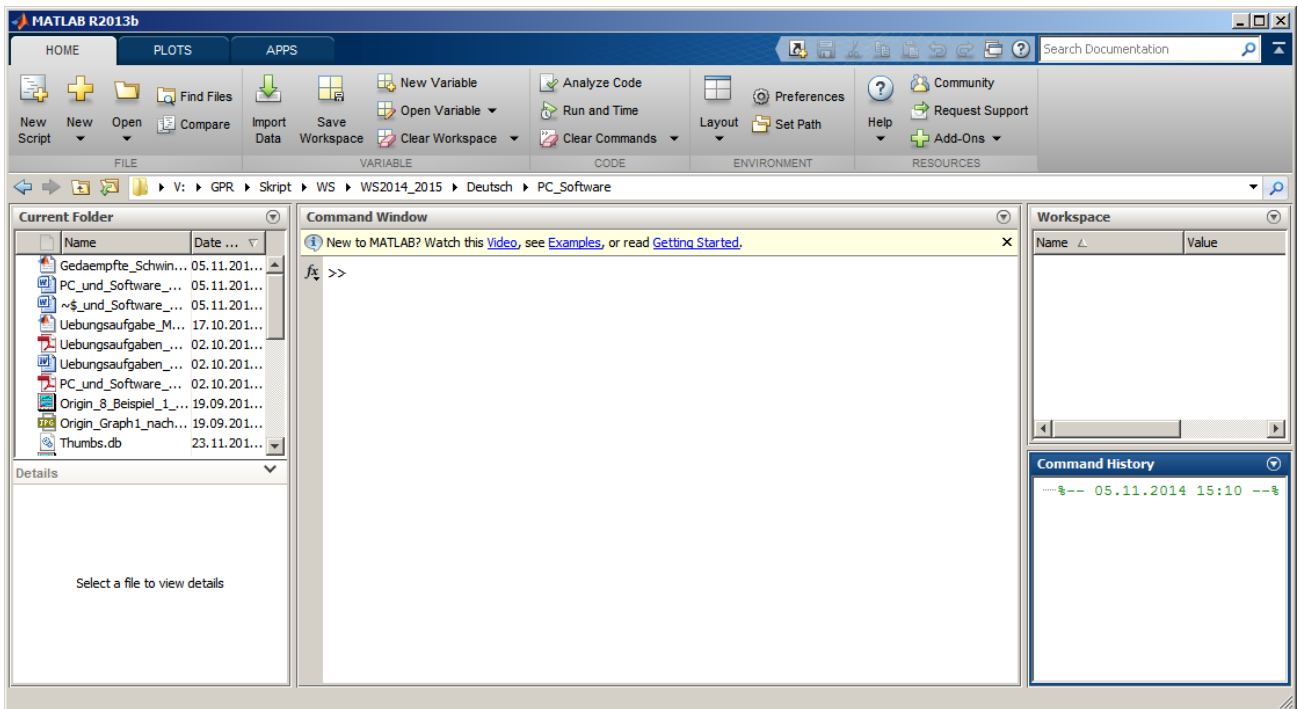 MATLAB R2013b
HOME PLOTS APPS Search Documentation
New Script New Open Find Files Compare Import Data Save Workspace New Variable Open Variable Clear Workspace Analyze Code Run and Time Clear Commands Layout Preferences Set Path Help Community Request Support Add-Ons
FILE VARIABLE CODE ENVIRONMENT RESOURCES
V: GPR Skript WS WS2014_2015 Deutsch PC_Software
Current Folder
Name Date ...
Gedaempfte_Schwin... 05.11.201...
PC_und_Software_... 05.11.201...
~$_und_Software_... 05.11.201...
Uebungsaufgabe_M... 17.10.201...
Uebungsaufgaben_... 02.10.201...
Uebungsaufgaben_... 02.10.201...
PC_und_Software_... 02.10.201...
Origin_8_Beispiel_1_... 19.09.201...
Origin_Graph1_nach... 19.09.201...
Thumbs.db 23.11.201...
Details
Select a file to view details
Command Window
New to MATLAB? Watch this Video, see Examples, or read Getting Started.
fx >>
Workspace
Name Value
Command History
%-- 05.11.2014 15:10 --%